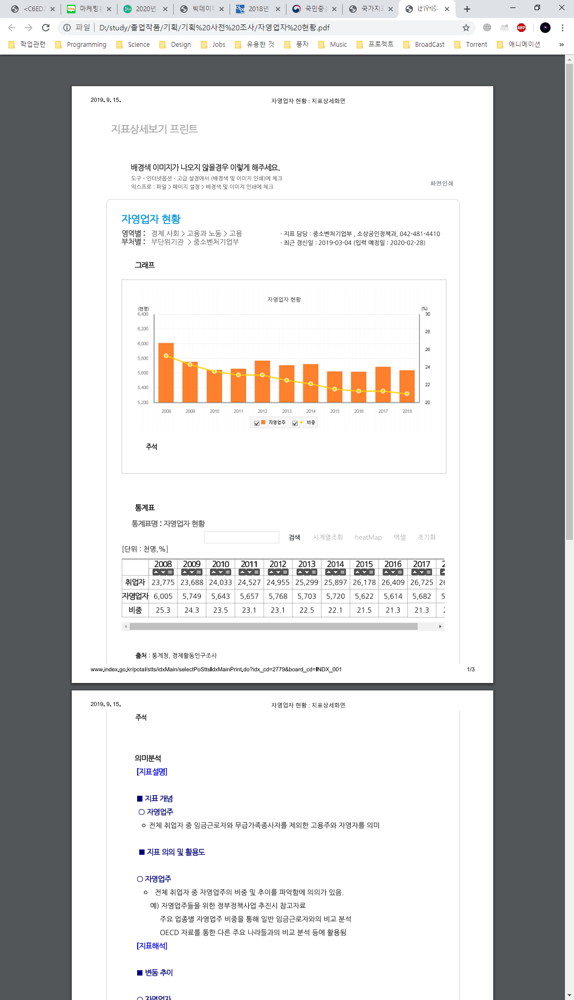 <C6ED
마케팅
2020년
빅데이터
2018년
국민중심
국가지표
파일 D:/study/졸업작품/기획/기획%20사전%20조사/자영업자%20현황.pdf
학업관련 Programming Science Design Jobs 유용한 것 풍자 Music 프로젝트 BroadCast Torrent 애니메이션 »
2019. 9. 15. 자영업자 현황 : 지표상세화면
지표상세보기 프린트
배경색 이미지가 나오지 않을경우 이렇게 해주세요.
도구 - 인터넷옵션 - 고급 설정에서 (배경색 및 이미지 인쇄)에 체크
익스프로 : 파일 > 페이지 설정 > 배경색 및 이미지 인쇄에 체크
화면인쇄
자영업자 현황
영역별 : 경제.사회 > 고용과 노동 > 고용
부처별 : 부단위기관 > 중소벤처기업부
· 지표 담당 : 중소벤처기업부 , 소상공인정책과, 042-481-4410
· 최근 갱신일 : 2019-03-04 (입력 예정일 : 2020-02-28)
그래프
자영업자 현황
(천명) (%)
6,400 30
6,200 28
6,000 26
5,800 24
5,600 22
5,400
5,200 20
2008 2009 2010 2011 2012 2013 2014 2015 2016 2017 2018
자영업주 비중
주석
통계표
통계표명 : 자영업자 현황
검색 시계열조회 heatMap 엑셀 초기화
[단위 : 천명,%]
2008 2009 2010 2011 2012 2013 2014 2015 2016 2017 2
취업자 23,775 23,688 24,033 24,527 24,955 25,299 25,897 26,178 26,409 26,725 26
자영업자 6,005 5,749 5,643 5,657 5,768 5,703 5,720 5,622 5,614 5,682 5
비중 25.3 24.3 23.5 23.1 23.1 22.5 22.1 21.5 21.3 21.3 2
출처 : 통계청, 경제활동인구조사
www.index.go.kr/potal/stts/idxMain/selectPoSttsIdxMainPrint.do?idx_cd=2779&board_cd=INDX_001 1/3
2019. 9. 15. 자영업자 현황 : 지표상세화면
주석
의미분석
[지표설명]
■ 지표 개념
○ 자영업주
ㅇ 전체 취업자 중 임금근로자와 무급가족종사자를 제외한 고용주와 자영자를 의미
■ 지표 의의 및 활용도
○ 자영업주
ㅇ 전체 취업자 중 자영업주의 비중 및 추이를 파악함에 의의가 있음.
예) 자영업주들을 위한 정부정책사업 추진시 참고자료
주요 업종별 자영업주 비중을 통해 일반 임금근로자와의 비교 분석
OECD 자료를 통한 다른 주요 나라들과의 비교 분석 등에 활용됨
[지표해석]
■ 변동 추이
○ 자영업자